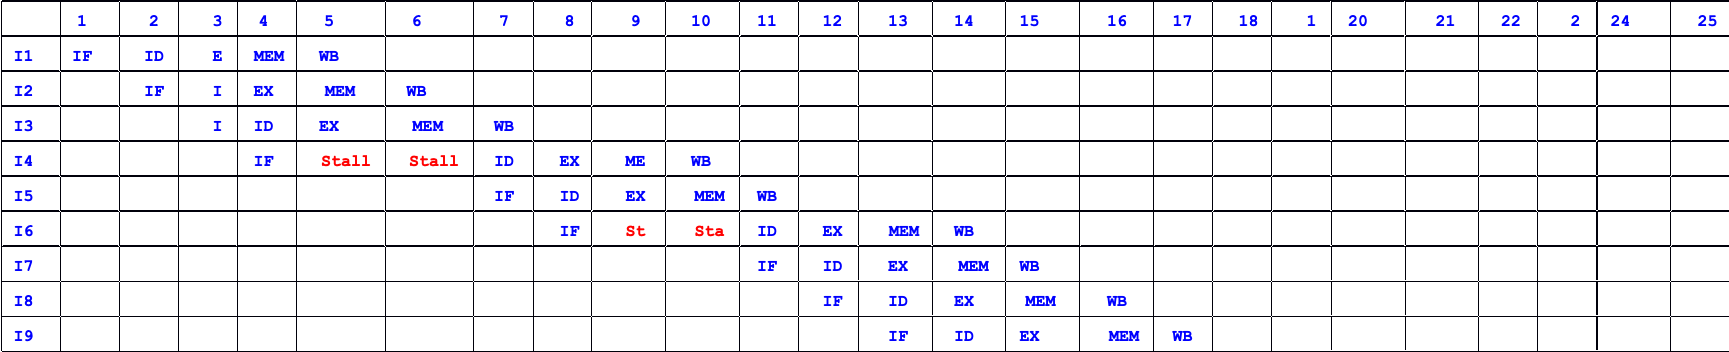 1 2 3 4 5 6 7 8 9 10 11 12 13 14 15 16 17 18 1 20 21 22 2 24 25
I1 IF ID E MEM WB
I2 IF I EX MEM WB
I3 I ID EX MEM WB
I4 IF Stall Stall ID EX ME WB
I5 IF ID EX MEM WB
I6 IF St Sta ID EX MEM WB
I7 IF ID EX MEM WB
I8 IF ID EX MEM WB
I9 IF ID EX MEM WB